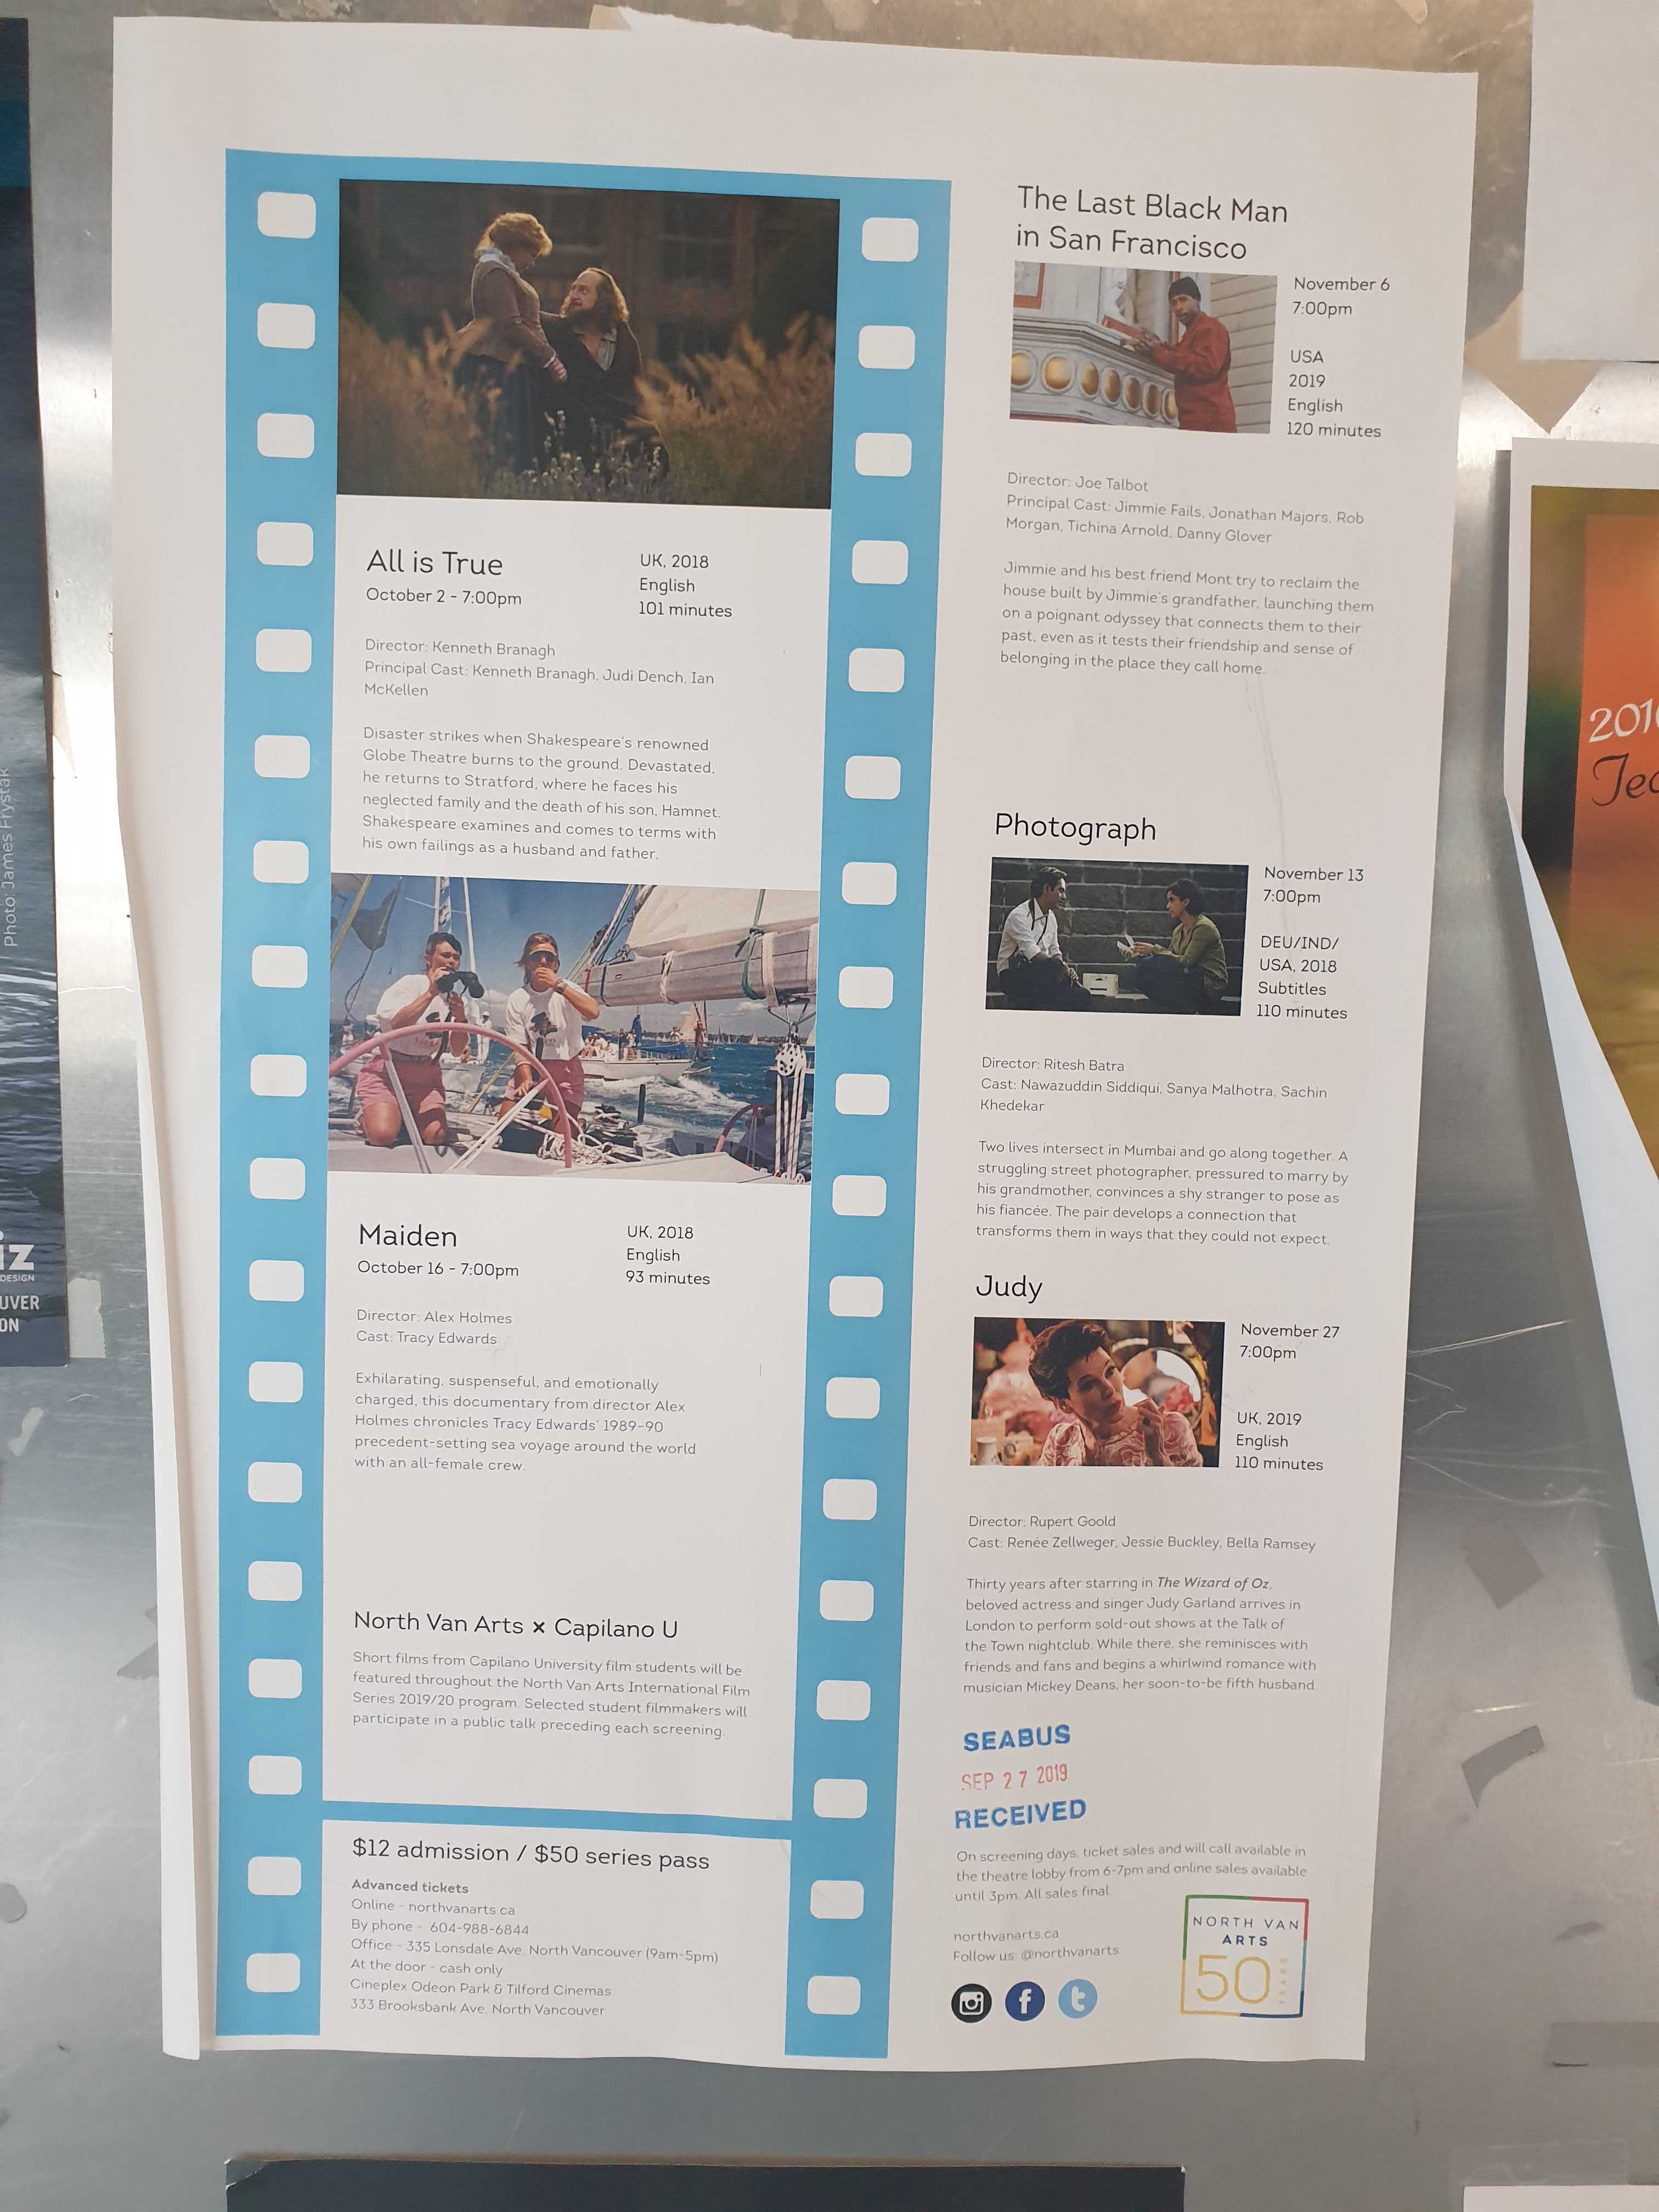 All is True
October 2 - 7:00pm
UK, 2018
English
101 minutes
Director: Kenneth Branagh
Principal Cast: Kenneth Branagh, Judi Dench, Ian
McKellen
Disaster strikes when Shakespeare's renowned
Globe Theatre burns to the ground. Devastated,
he returns to Stratford, where he faces his
neglected family and the death of his son, Hamnet.
Shakespeare examines and comes to terms with
his own failings as a husband and father.
Maiden
October 16 - 7:00pm
UK, 2018
English
93 minutes
Director: Alex Holmes
Cast: Tracy Edwards
Exhilarating, suspenseful, and emotionally
charged, this documentary from director Alex
Holmes chronicles Tracy Edwards' 1989-90
precedent-setting sea voyage around the world
with an all-female crew.
North Van Arts × Capilano U
Short films from Capilano University film students will be
featured throughout the North Van Arts International Film
Series 2019/20 program. Selected student filmmakers will
participate in a public talk preceding each screening.
$12 admission / $50 series pass
Advanced tickets
Online - northvanarts.ca
By phone - 604-988-6844
Office - 335 Lonsdale Ave, North Vancouver (9am-5pm)
At the door - cash only
Cineplex Odeon Park & Tilford Cinemas
333 Brooksbank Ave, North Vancouver
The Last Black Man
in San Francisco
November 6
7:00pm
USA
2019
English
120 minutes
Director: Joe Talbot
Principal Cast: Jimmie Fails, Jonathan Majors, Rob
Morgan, Tichina Arnold, Danny Glover
Jimmie and his best friend Mont try to reclaim the
house built by Jimmie's grandfather, launching them
on a poignant odyssey that connects them to their
past, even as it tests their friendship and sense of
belonging in the place they call home.
Photograph
November 13
7:00pm
DEU/IND/
USA, 2018
Subtitles
110 minutes
Director: Ritesh Batra
Cast: Nawazuddin Siddiqui, Sanya Malhotra, Sachin
Khedekar
Two lives intersect in Mumbai and go along together. A
struggling street photographer, pressured to marry by
his grandmother, convinces a shy stranger to pose as
his fiancée. The pair develops a connection that
transforms them in ways that they could not expect.
Judy
November 27
7:00pm
UK, 2019
English
110 minutes
Director: Rupert Goold
Cast: Renée Zellweger, Jessie Buckley, Bella Ramsey
Thirty years after starring in The Wizard of Oz,
beloved actress and singer Judy Garland arrives in
London to perform sold-out shows at the Talk of
the Town nightclub. While there, she reminisces with
friends and fans and begins a whirlwind romance with
musician Mickey Deans, her soon-to-be fifth husband.
SEABUS
SEP 27 2019
RECEIVED
On screening days, ticket sales and will call available in
the theatre lobby from 6-7pm and online sales available
until 3pm. All sales final.
northvanarts.ca
Follow us: @northvanarts
NORTH VAN
ARTS
50
YEARS
Photo: James Frystak
DESIGN